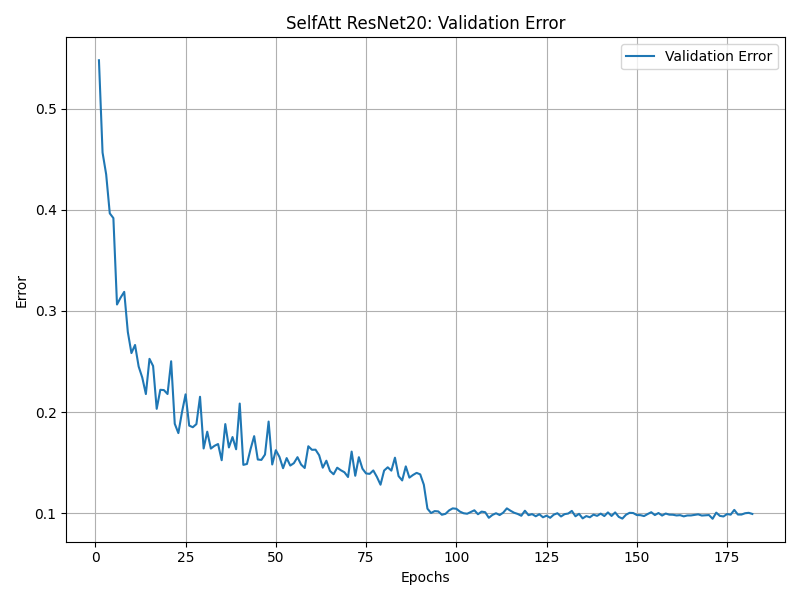 SelfAtt ResNet20: Validation Error
Validation Error
Error
0.5
0.4
0.3
0.2
0.1
0 25 50 75 100 125 150 175
Epochs